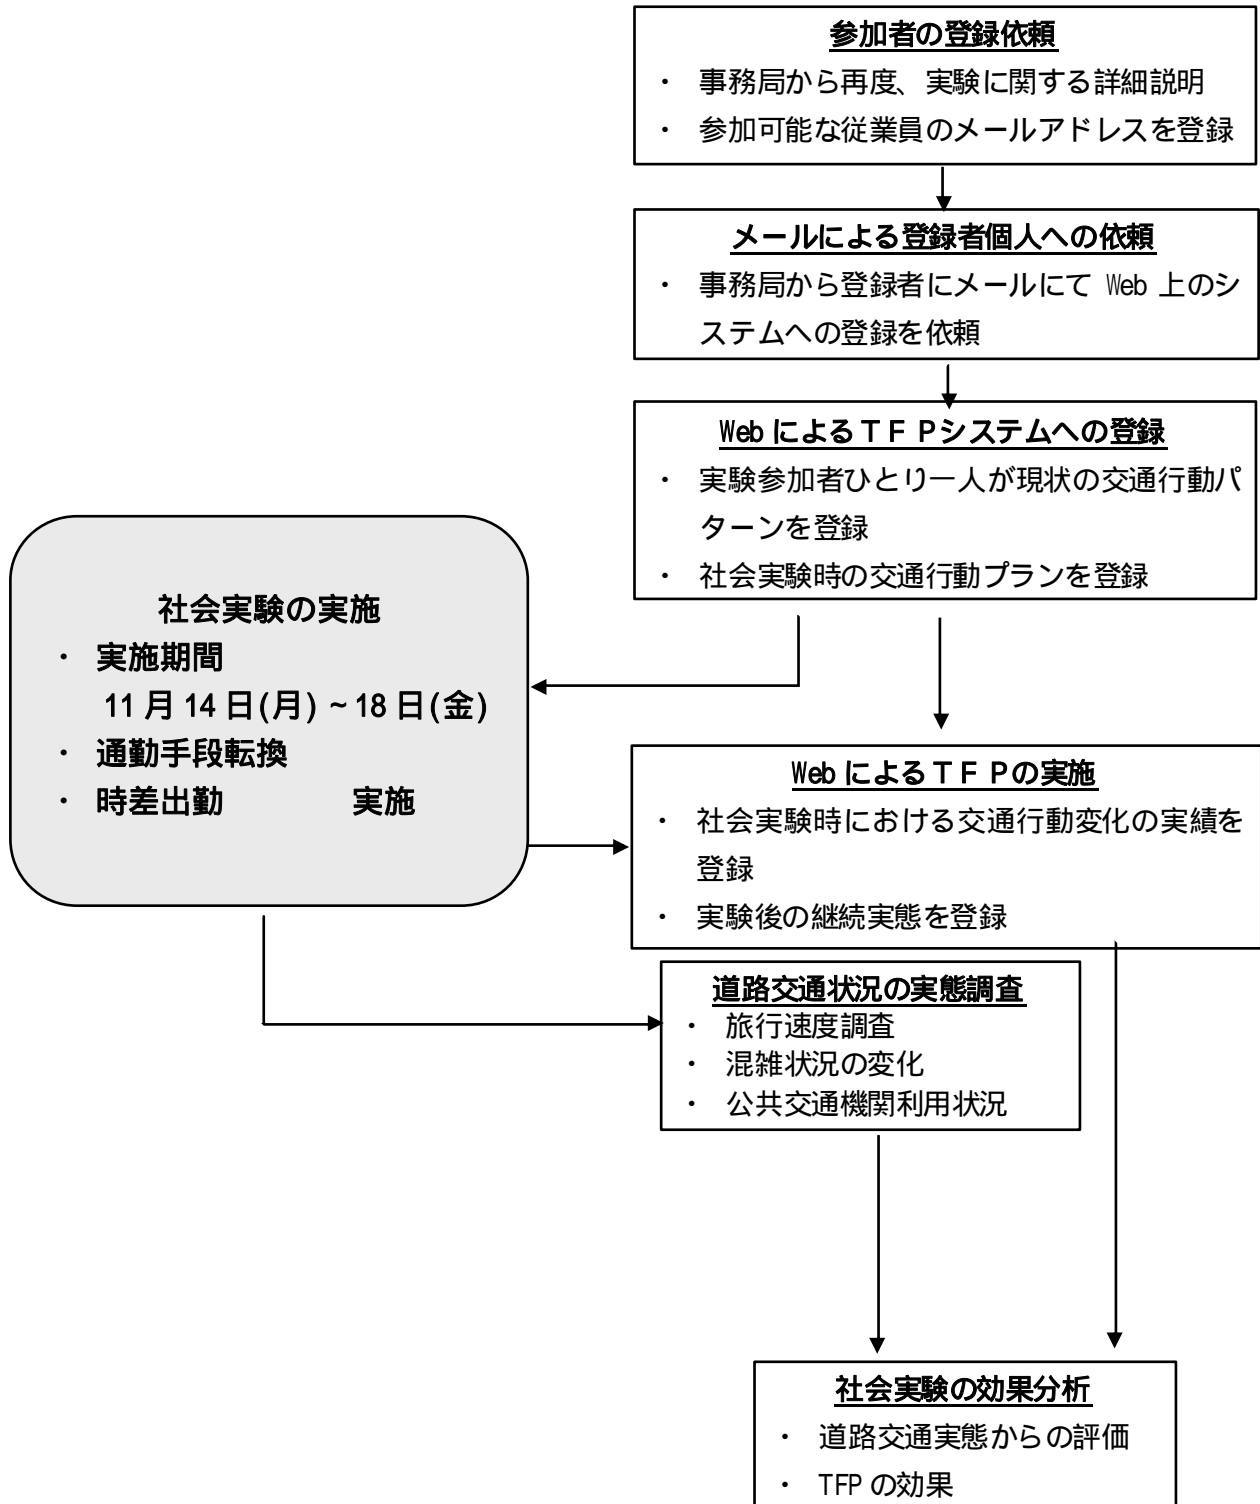 参加者の登録依頼
・ 事務局から再度、実験に関する詳細説明
・ 参加可能な従業員のメールアドレスを登録
メールによる登録者個人への依頼
・ 事務局から登録者にメールにて Web 上のシ
ステムへの登録を依頼
Web によるＴＦＰシステムへの登録
・ 実験参加者ひとり一人が現状の交通行動パ
ターンを登録
・ 社会実験時の交通行動プランを登録
社会実験の実施
・ 実施期間
11 月 14 日(月) ~ 18 日(金)
・ 通勤手段転換
・ 時差出勤 実施
Web によるＴＦＰの実施
・ 社会実験時における交通行動変化の実績を
登録
・ 実験後の継続実態を登録
道路交通状況の実態調査
・ 旅行速度調査
・ 混雑状況の変化
・ 公共交通機関利用状況
社会実験の効果分析
・ 道路交通実態からの評価
・ TFP の効果